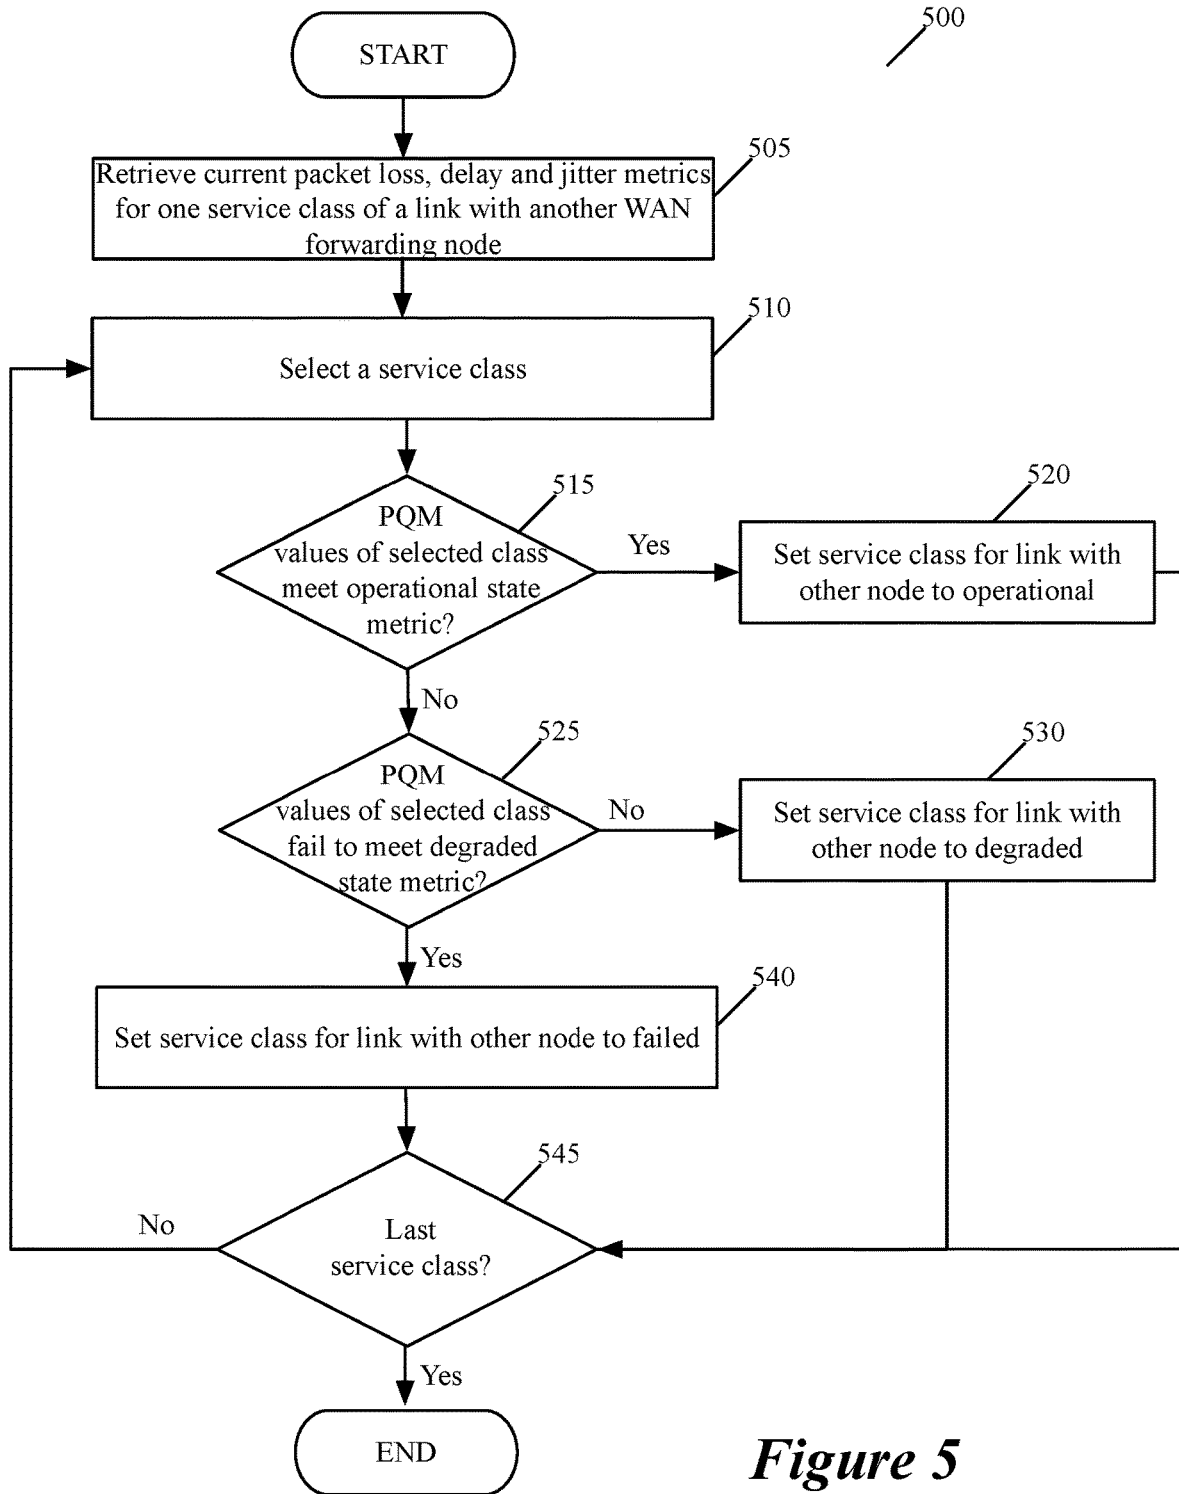 500
START
505
Retrieve current packet loss, delay and jitter metrics
for one service class of a link with another WAN
forwarding node
510
Select a service class
515
PQM
values of selected class
meet operational state
metric?
Yes
520
Set service class for link with
other node to operational
No
525
PQM
values of selected class
fail to meet degraded
state metric?
No
530
Set service class for link with
other node to degraded
Yes
540
Set service class for link with other node to failed
545
Last
service class?
No
Yes
END
Figure 5